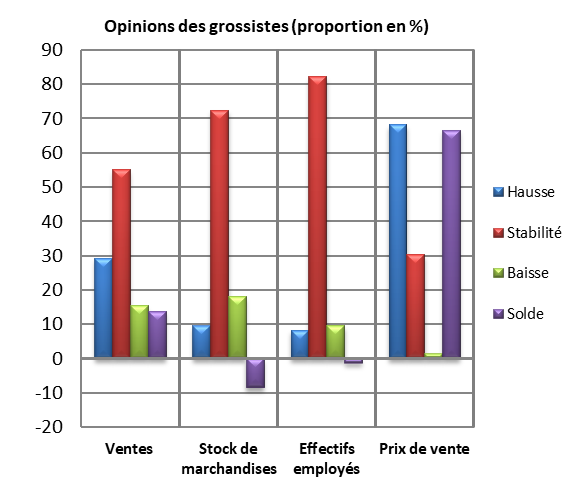 Opinions des grossistes (proportion en %)
90
80
70
60
50
40
30
20
10
0
-10
-20
Ventes
Stock de
marchandises
Effectifs
employés
Prix de vente
Hausse
Stabilité
Baisse
Solde